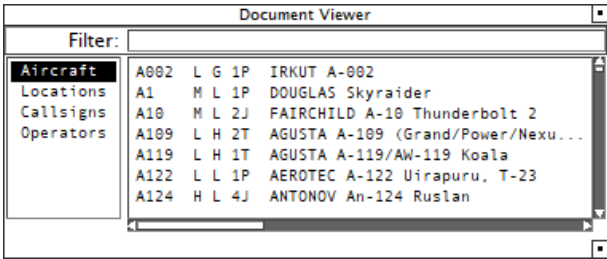 Document Viewer
Filter:
Aircraft
Locations
Callsigns
Operators
A002 L G 1P IRKUT A-002
A1 M L 1P DOUGLAS Skyraider
A10 M L 2J FAIRCHILD A-10 Thunderbolt 2
A109 L H 2T AGUSTA A-109 (Grand/Power/Nexu...
A119 L H 1T AGUSTA A-119/AW-119 Koala
A122 L L 1P AEROTEC A-122 Uirapuru, T-23
A124 H L 4J ANTONOV An-124 Ruslan